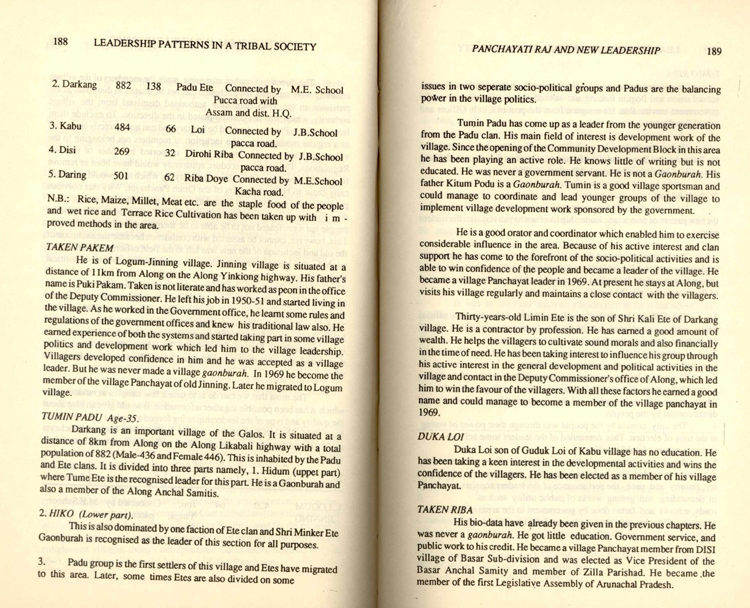 188 LEADERSHIP PATTERNS IN A TRIBAL SOCIETY
2. Darkang 882 138 Padu Ete Connected by M.E. School
Pucca road with
Assam and dist. H.Q.
3. Kabu 484 66 Loi Connected by J.B.School
pacca road.
4. Disi 269 32 Dirohi Riba Connected by J.B.School
pacca road.
5. Daring 501 62 Riba Doye Connected by M.E.School
Kacha road.
N.B.: Rice, Maize, Millet, Meat etc. are the staple food of the people
and wet rice and Terrace Rice Cultivation has been taken up with i m -
proved methods in the area.
TAKEN PAKEM
He is of Logum-Jinning village. Jinning village is situated at a
distance of 11km from Along on the Along Yinkiong highway. His father's
name is Puki Pakam. Taken is not literate and has worked as peon in the office
of the Deputy Commissioner. He left his job in 1950-51 and started living in
the village. As he worked in the Government office, he learnt some rules and
regulations of the government offices and knew his traditional law also. He
earned experience of both the systems and started taking part in some village
politics and development work which led him to the village leadership.
Villagers developed confidence in him and he was accepted as a village
leader. But he was never made a village gaonburah. In 1969 he become the
member of the village Panchayat of old Jinning. Later he migrated to Logum
village.
TUMIN PADU Age-35.
Darkang is an important village of the Galos. It is situated at a
distance of 8km from Along on the Along Likabali highway with a total
population of 882 (Male-436 and Female 446). This is inhabited by the Padu
and Ete clans. It is divided into three parts namely, 1. Hidum (uppet part)
where Tume Ete is the recognised leader for this part. He is a Gaonburah and
also a member of the Along Anchal Samitis.
2. HIKO (Lower part).
This is also dominated by one faction of Ete clan and Shri Minker Ete
Gaonburah is recognised as the leader of this section for all purposes.
3. Padu group is the first settlers of this village and Etes have migrated
to this area. Later, some times Etes are also divided on some
PANCHAYATI RAJ AND NEW LEADERSHIP 189
issues in two seperate socio-political groups and Padus are the balancing
power in the village politics.
Tumin Padu has come up as a leader from the younger generation
from the Padu clan. His main field of interest is development work of the
village. Since the opening of the Community Development Block in this area
he has been playing an active role. He knows little of writing but is not
educated. He was never a government servant. He is not a Gaonburah. His
father Kitum Podu is a Gaonburah. Tumin is a good village sportsman and
could manage to coordinate and lead younger groups of the village to
implement village development work sponsored by the government.
He is a good orator and coordinator which enabled him to exercise
considerable influence in the area. Because of his active interest and clan
support he has come to the forefront of the socio-political activities and is
able to win confidence of the people and became a leader of the village. He
became a village Panchayat leader in 1969. At present he stays at Along, but
visits his village regularly and maintains a close contact with the villagers.
Thirty-years-old Limin Ete is the son of Shri Kali Ete of Darkang
village. He is a contractor by profession. He has earned a good amount of
wealth. He helps the villagers to cultivate sound morals and also financially
in the time of need. He has been taking interest to influence his group through
his active interest in the general development and political activities in the
village and contact in the Deputy Commissioner's office of Along, which led
him to win the favour of the villagers. With all these factors he earned a good
name and could manage to become a member of the village panchayat in
1969.
DUKA LOI
Duka Loi son of Guduk Loi of Kabu village has no education. He
has been taking a keen interest in the developmental activities and wins the
confidence of the villagers. He has been elected as a member of his village
Panchayat.
TAKEN RIBA
His bio-data have already been given in the previous chapters. He
was never a gaonburah. He got little education. Government service, and
public work to his credit. He became a village Panchayat member from DISI
village of Basar Sub-division and was elected as Vice President of the
Basar Anchal Samity and member of Zilla Parishad. He became the
member of the first Legislative Assembly of Arunachal Pradesh.